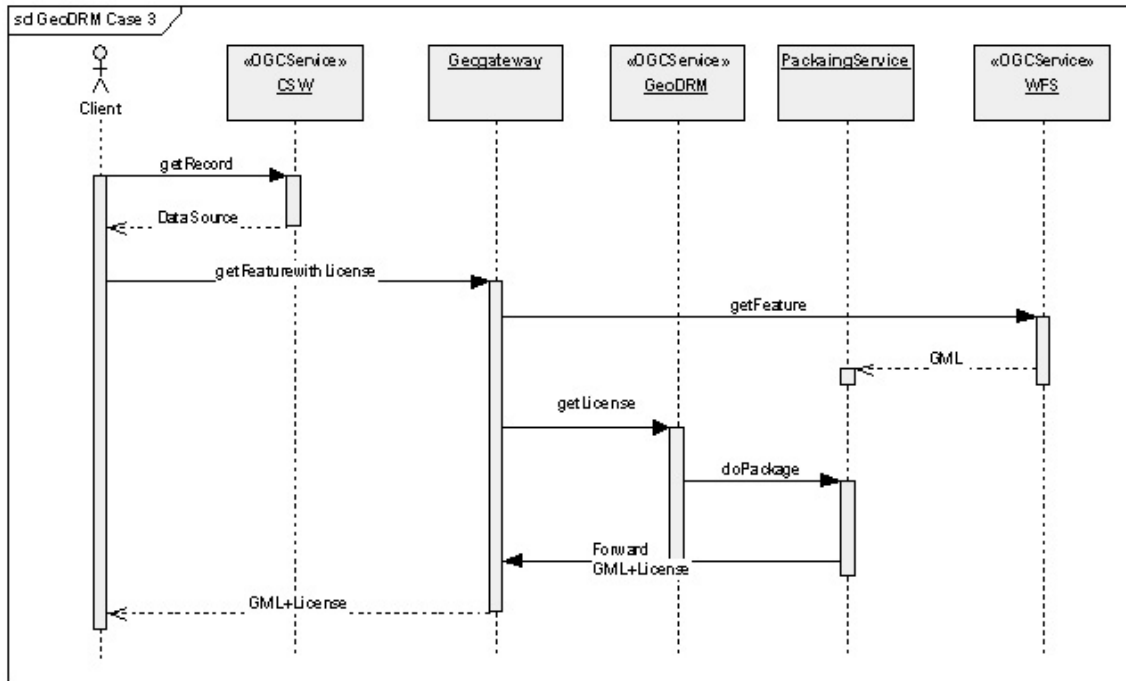 sd GeoDRM Case 3
Client
«OGCService»
CSW
Geogateway
«OGCService»
GeoDRM
PackaingService
«OGCService»
WFS
getRecord
DataSource
getFeaturewithLicense
getFeature
GML
getLicense
doPackage
Forward
GML+License
GML+License